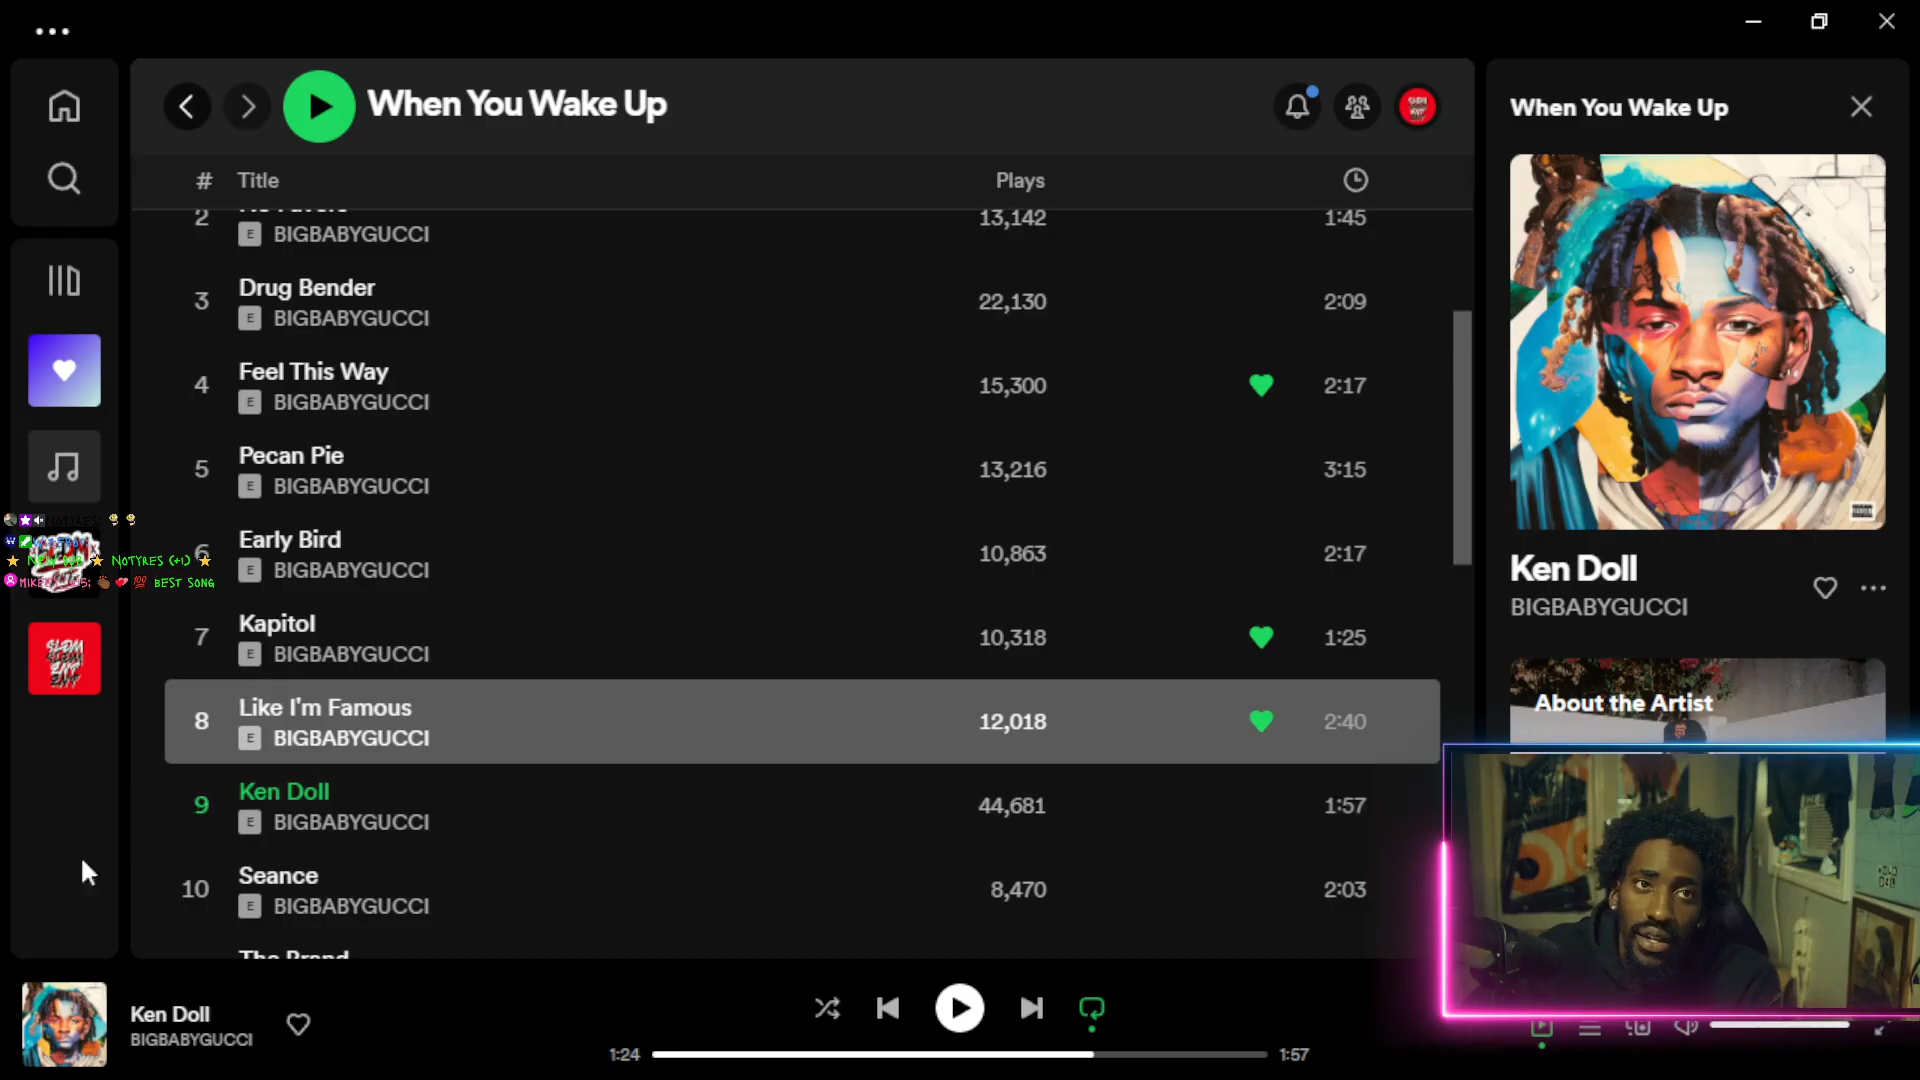 When You Wake Up
When You Wake Up
# Title Plays
2 13,142 1:45
E BIGBABYGUCCI
Drug Bender
3 22,130 2:09
E BIGBABYGUCCI
Feel This Way
4 15,300 2:17
E BIGBABYGUCCI
Pecan Pie
5 13,216 3:15
E BIGBABYGUCCI
Early Bird
6 10,863 2:17
E BIGBABYGUCCI
NOTYRES (+1)
BEST SONG
Kapitol
7 10,318 1:25
E BIGBABYGUCCI
Like I'm Famous
8 12,018 2:40
E BIGBABYGUCCI
Ken Doll
9 44,681 1:57
E BIGBABYGUCCI
Seance
10 8,470 2:03
E BIGBABYGUCCI
Ken Doll
BIGBABYGUCCI
About the Artist
Ken Doll
BIGBABYGUCCI
1:24 1:57